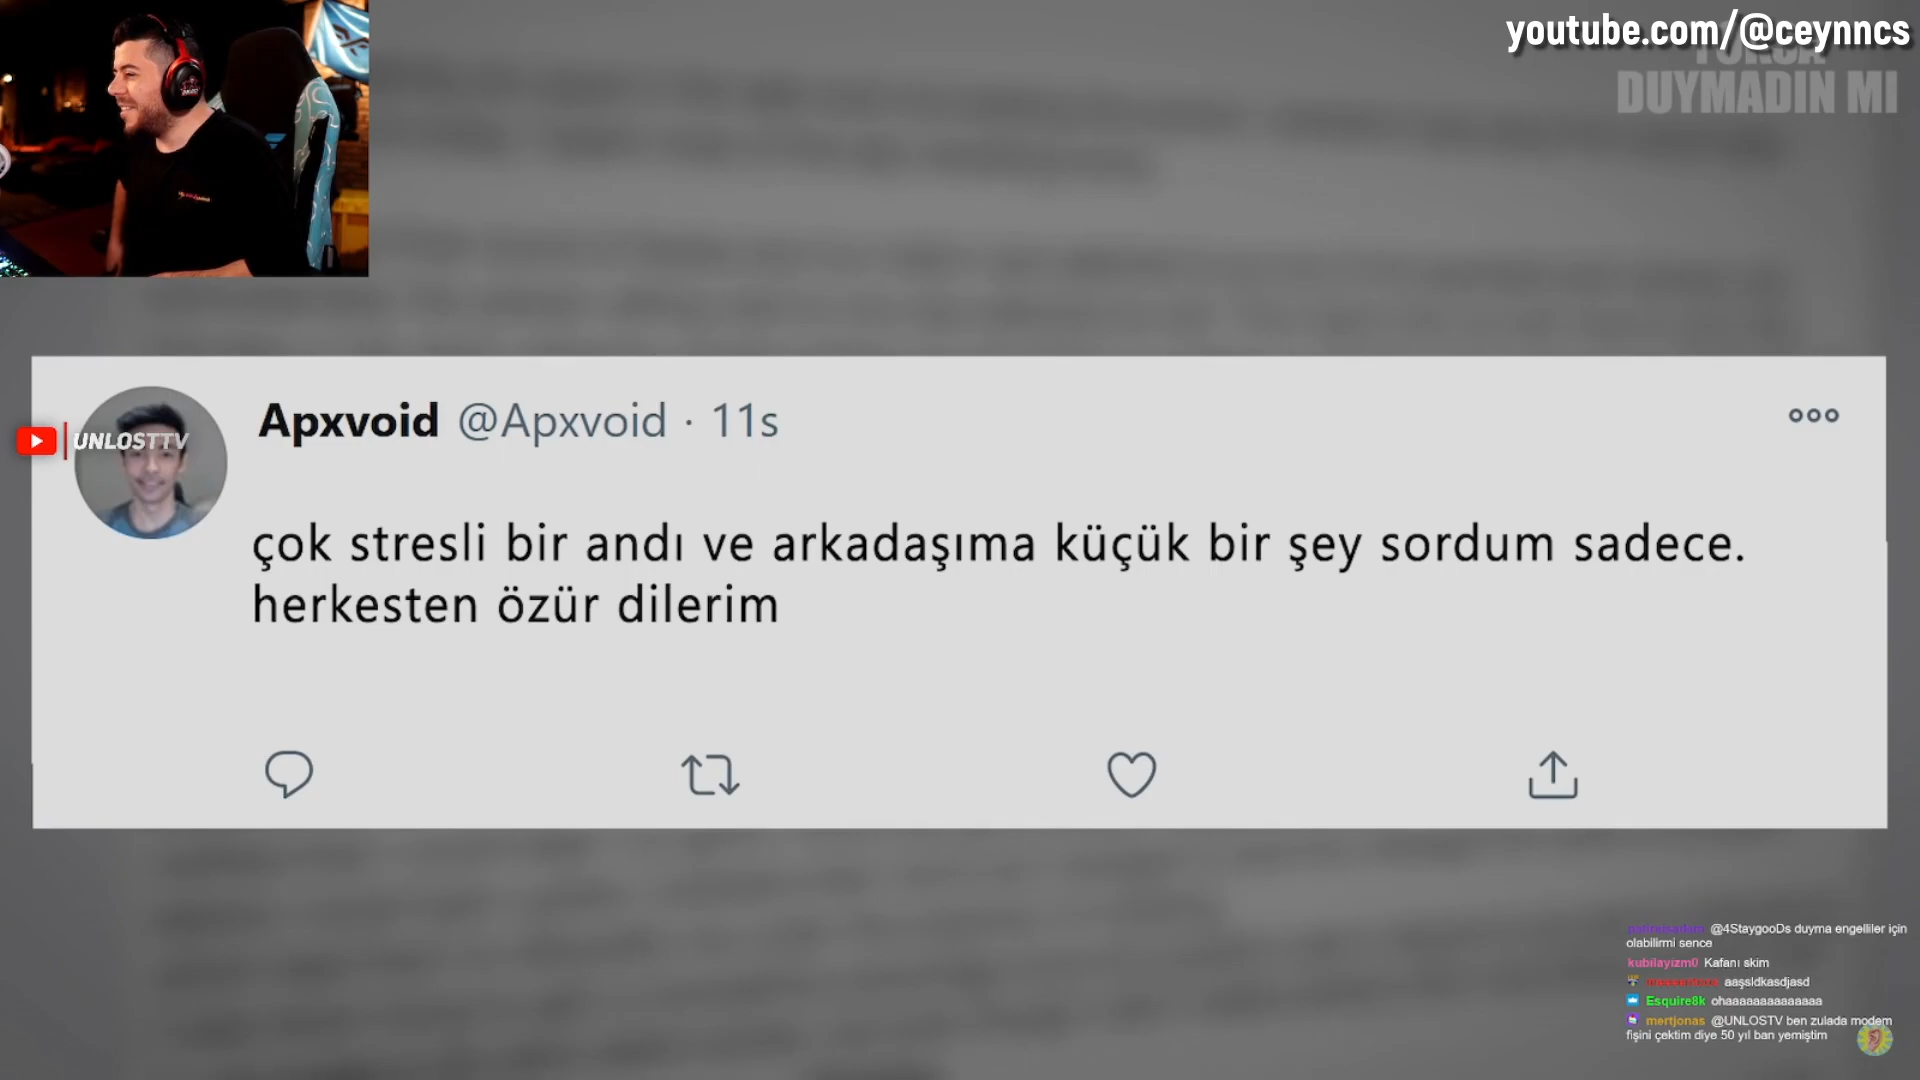 youtube.com/@ceynncs
YOKSA
DUYMADIN MI
UNLOSTTV
Apxvoid @Apxvoid · 11s
çok stresli bir andı ve arkadaşıma küçük bir şey sordum sadece.
herkesten özür dilerim
@4StaygooDs duyma engelliler için
olabilirmi sence
kubilayizm0 Kafanı skim
aaşsldkasdjasd
Esquire8k ohaaaaaaaaaaaaaa
mertjonas @UNLOSTV ben zulada modem
fişini çektim diye 50 yıl ban yemiştim